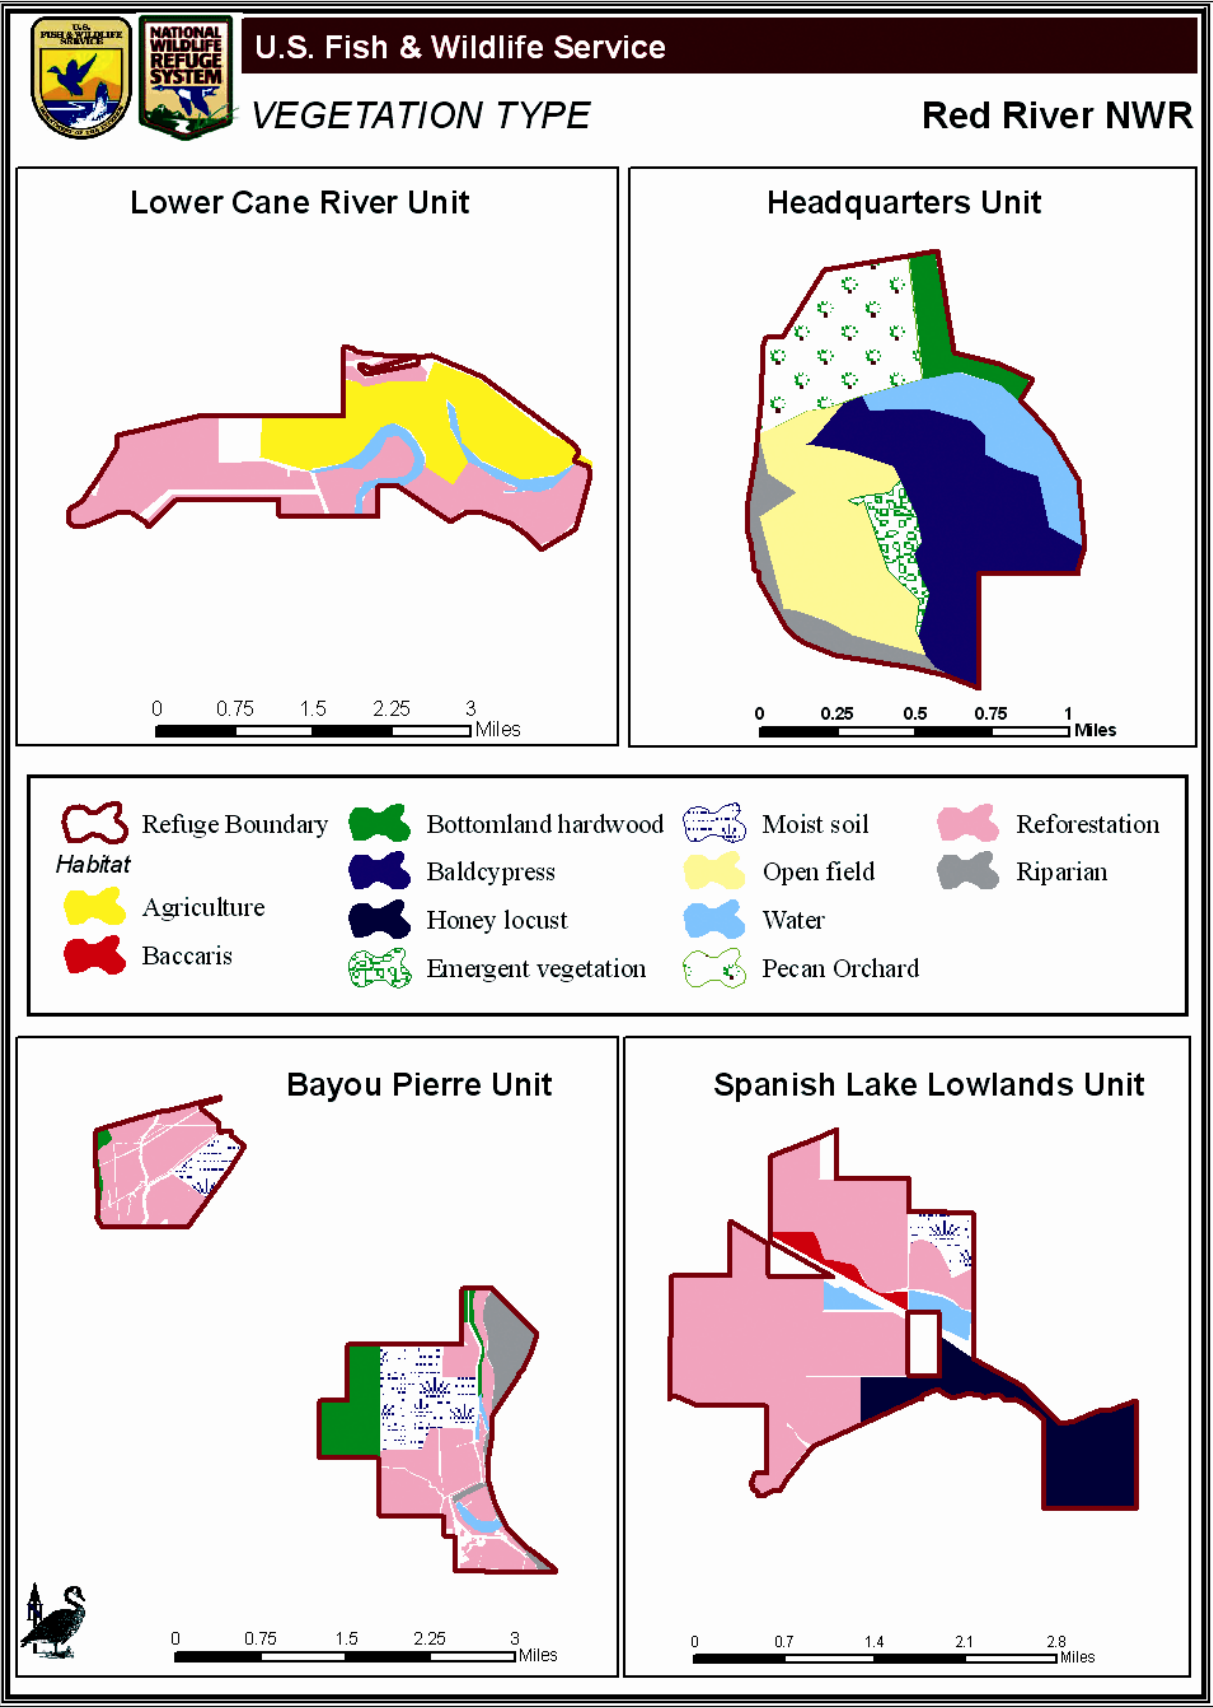 U.S.
FISH & WILDLIFE
SERVICE
NATIONAL
WILDLIFE
REFUGE
SYSTEM
U.S. Fish & Wildlife Service
VEGETATION TYPE
Red River NWR
Lower Cane River Unit
0 0.75 1.5 2.25 3
Miles
Headquarters Unit
0 0.25 0.5 0.75 1
Miles
Refuge Boundary
Habitat
Agriculture
Baccaris
Bottomland hardwood
Baldcypress
Honey locust
Emergent vegetation
Moist soil
Open field
Water
Pecan Orchard
Reforestation
Riparian
Bayou Pierre Unit
0 0.75 1.5 2.25 3
Miles
Spanish Lake Lowlands Unit
0 0.7 1.4 2.1 2.8
Miles